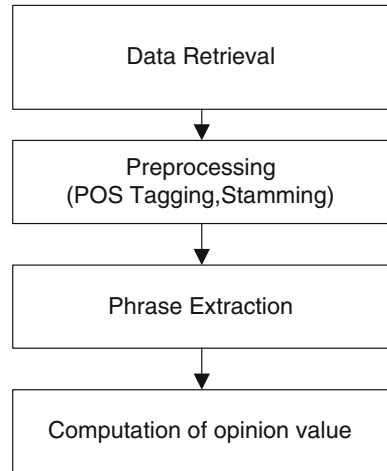 Data Retrieval
Preprocessing
(POS Tagging,Stamming)
Phrase Extraction
Computation of opinion value